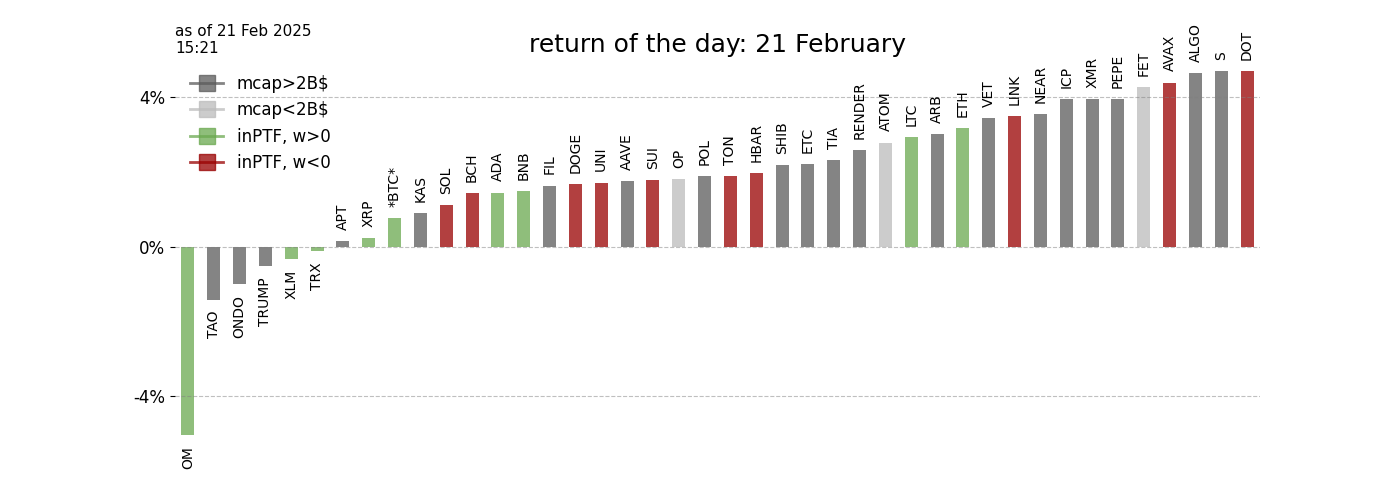 as of 21 Feb 2025
15:21
return of the day: 21 February
mcap>2B$
mcap<2B$
inPTF, w>0
inPTF, w<0
4%
0%
-4%
OM
TAO
ONDO
TRUMP
XLM
TRX
APT
XRP
*BTC*
KAS
SOL
BCH
ADA
BNB
FIL
DOGE
UNI
AAVE
SUI
OP
POL
TON
HBAR
SHIB
ETC
TIA
RENDER
ATOM
LTC
ARB
ETH
VET
LINK
NEAR
ICP
XMR
PEPE
FET
AVAX
ALGO
S
DOT